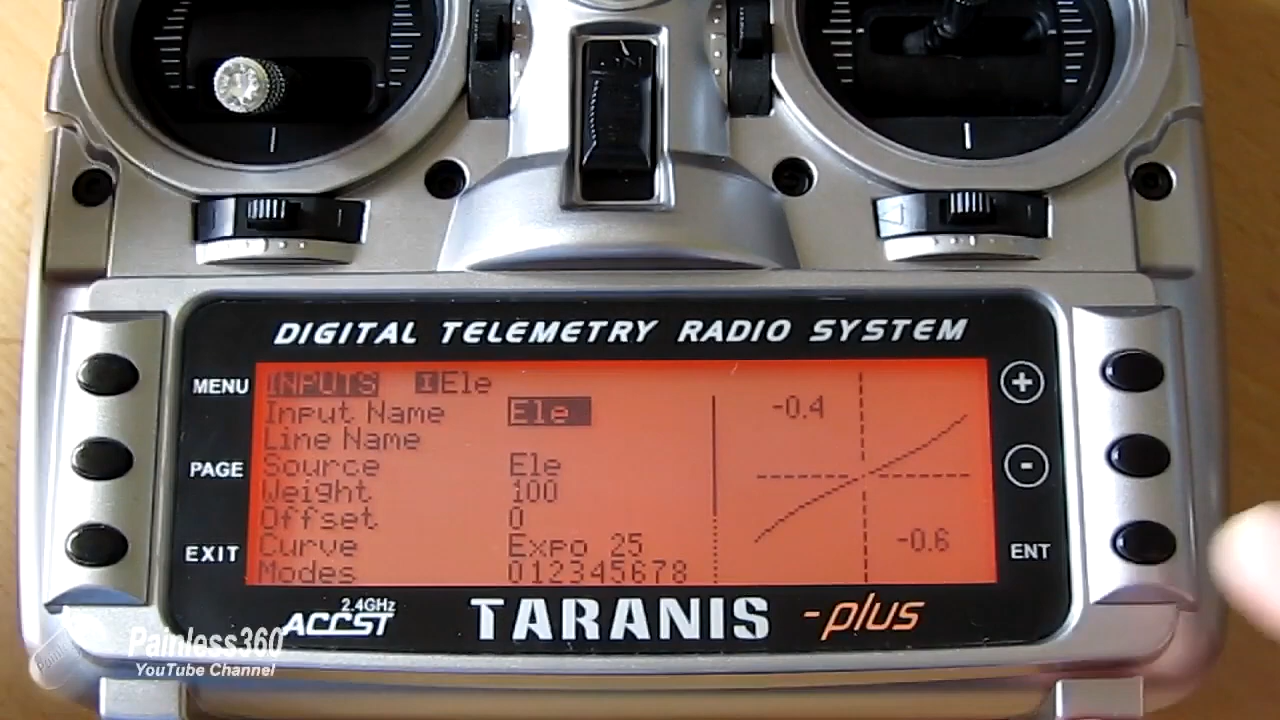 DIGITAL TELEMETRY RADIO SYSTEM
MENU
PAGE
EXIT
INPUTS I Ele
Input Name Ele
Line Name
Source Ele
Weight 100
Offset 0
Curve Expo 25
Modes 012345678
-0.4
-0.6
+
-
ENT
2.4GHz
ACCST
TARANIS -plus
Painless360
YouTube Channel